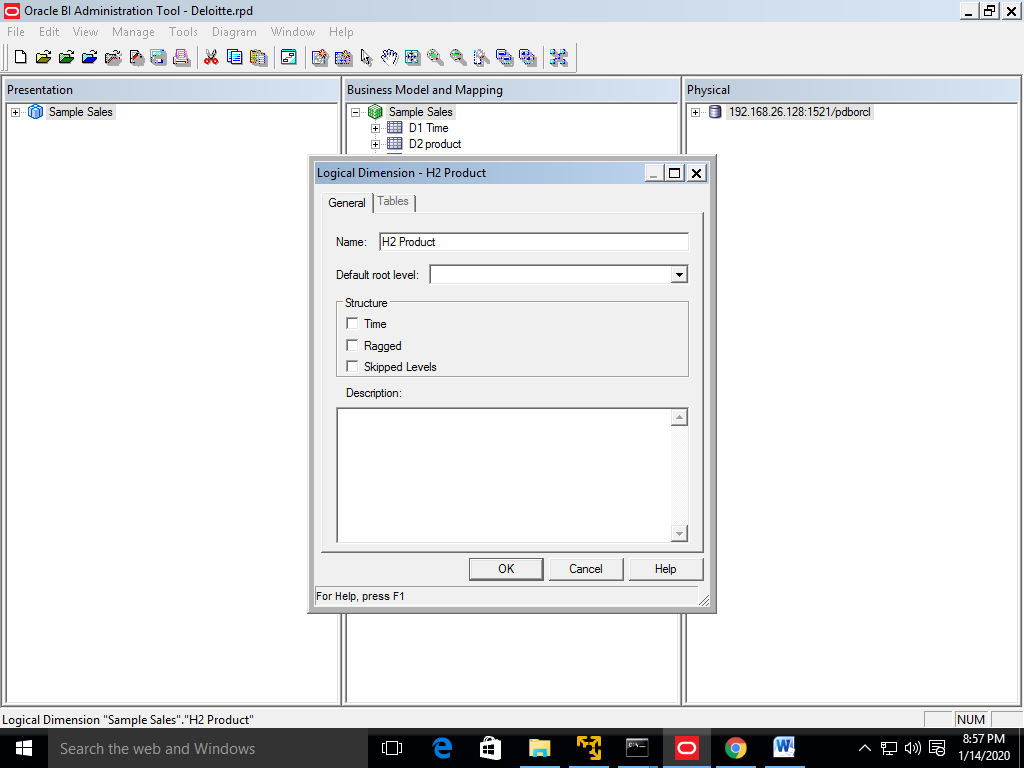 Oracle BI Administration Tool - Deloitte.rpd
File Edit View Manage Tools Diagram Window Help
Presentation
Sample Sales
Business Model and Mapping
Sample Sales
D1 Time
D2 product
Physical
192.168.26.128:1521/pdborcl
Logical Dimension - H2 Product
General Tables
Name: H2 Product
Default root level:
Structure
Time
Ragged
Skipped Levels
Description:
OK Cancel Help
For Help, press F1
Logical Dimension "Sample Sales"."H2 Product"
NUM
Search the web and Windows
8:57 PM
1/14/2020